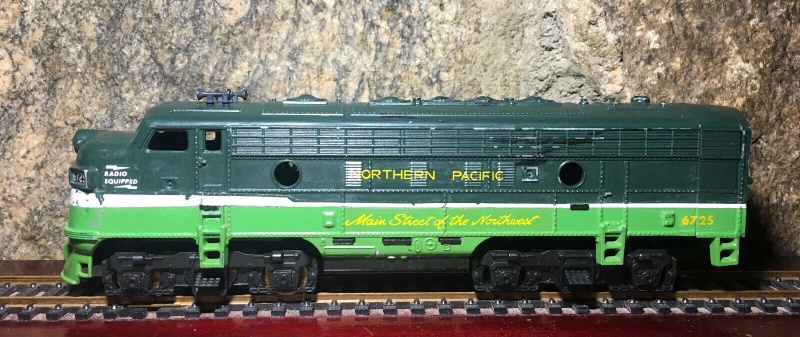 RADIO
EQUIPPED
NORTHERN PACIFIC
Main Street of the Northwest
6725